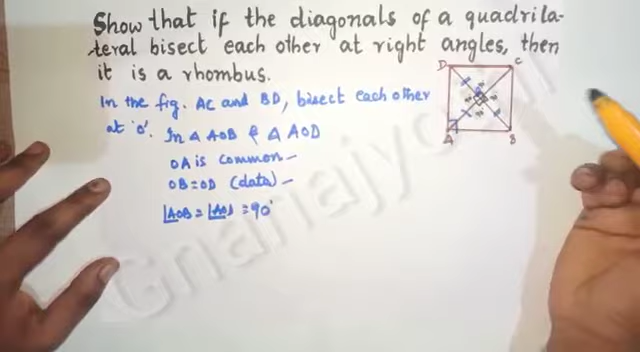 Show that if the diagonals of a quadrila-
teral bisect each other at right angles, then
it is a rhombus.
In the fig. AC and BD, bisect each other
at 'O'. In △ AOB & △ AOD
OA is common –
OB = OD (data) –
∠AOB = ∠AOD = 90°
D C
A B
Gnanajyoti